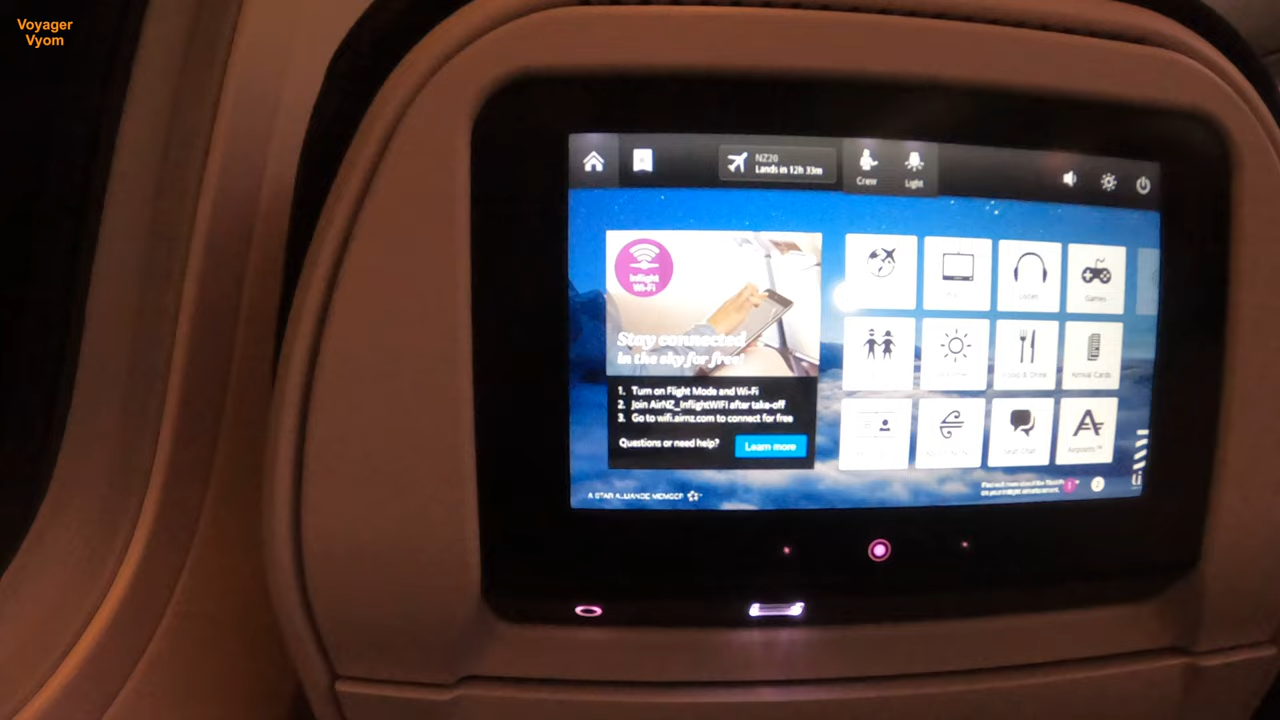 Voyager
Vyom
NZ20
Lands in 12h 33m
Crew
Light
Inflight
Wi-Fi
Stay connected
in the sky for free!
1. Turn on Flight Mode and Wi-Fi
2. Join AirNZ_InflightWIFI after take-off
3. Go to wifi.airnz.com to connect for free
Questions or need help?
Learn more
Listen
Games
Food & Drink
Arrival Cards
Seat Chat
Airpoints™
A STAR ALLIANCE MEMBER